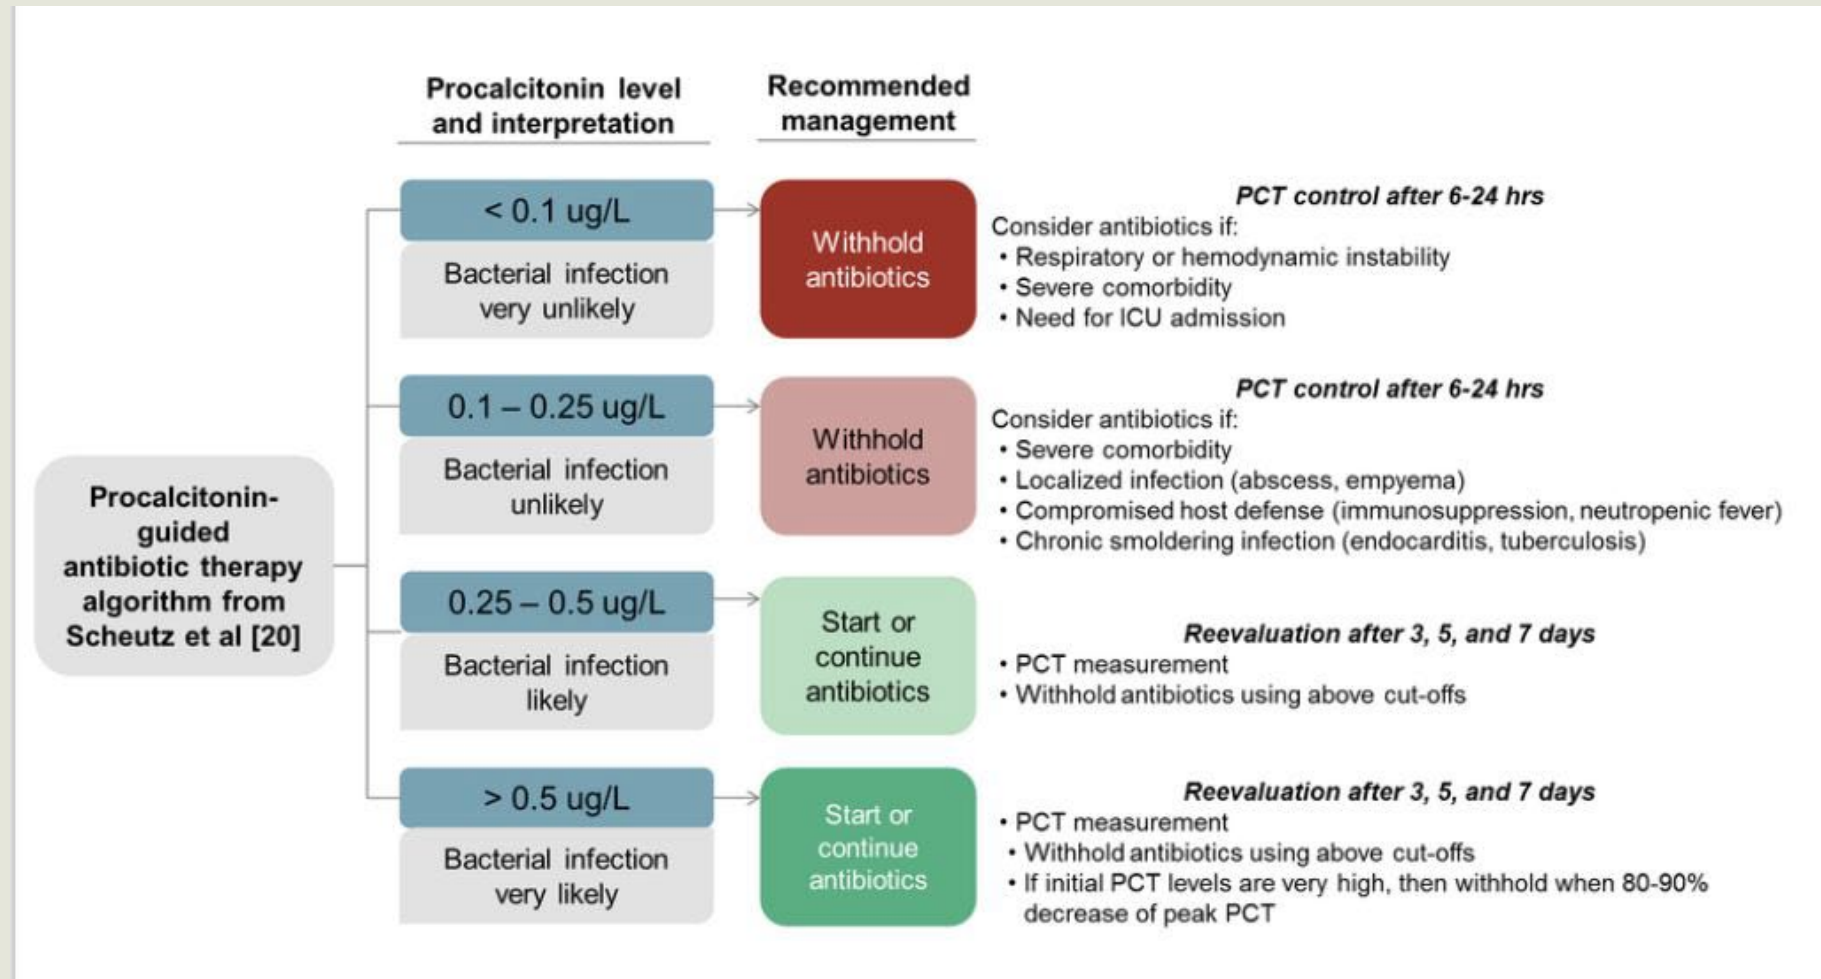 Procalcitonin level
and interpretation
Recommended
management
Procalcitonin-
guided
antibiotic therapy
algorithm from
Scheutz et al [20]
< 0.1 ug/L
Bacterial infection
very unlikely
Withhold
antibiotics
PCT control after 6-24 hrs
Consider antibiotics if:
• Respiratory or hemodynamic instability
• Severe comorbidity
• Need for ICU admission
0.1 – 0.25 ug/L
Bacterial infection
unlikely
Withhold
antibiotics
PCT control after 6-24 hrs
Consider antibiotics if:
• Severe comorbidity
• Localized infection (abscess, empyema)
• Compromised host defense (immunosuppression, neutropenic fever)
• Chronic smoldering infection (endocarditis, tuberculosis)
0.25 – 0.5 ug/L
Bacterial infection
likely
Start or
continue
antibiotics
Reevaluation after 3, 5, and 7 days
• PCT measurement
• Withhold antibiotics using above cut-offs
> 0.5 ug/L
Bacterial infection
very likely
Start or
continue
antibiotics
Reevaluation after 3, 5, and 7 days
• PCT measurement
• Withhold antibiotics using above cut-offs
• If initial PCT levels are very high, then withhold when 80-90%
decrease of peak PCT